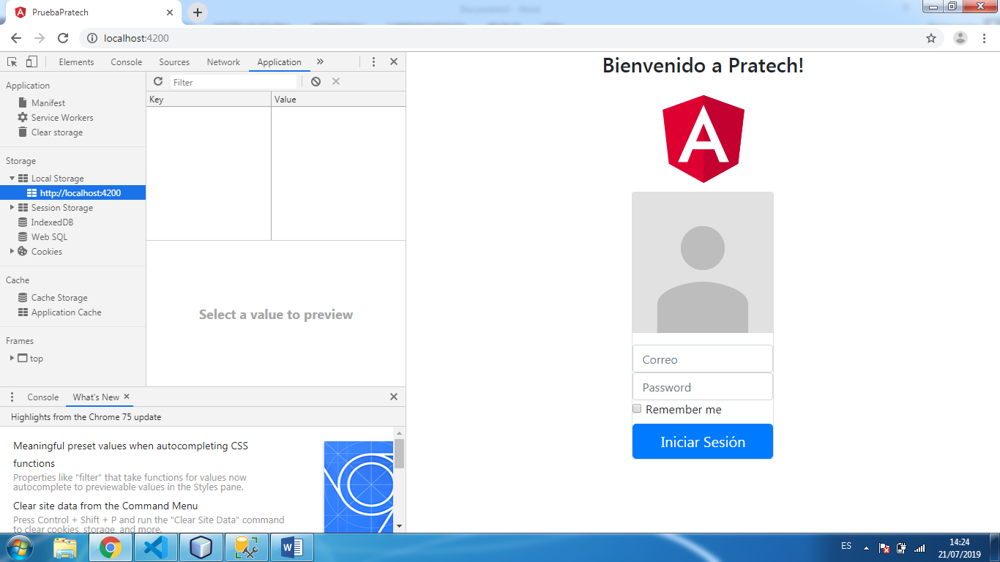 PruebaPratech
localhost:4200
Elements Console Sources Network Application
Application
Manifest
Service Workers
Clear storage
Storage
Local Storage
http://localhost:4200
Session Storage
IndexedDB
Web SQL
Cookies
Cache
Cache Storage
Application Cache
Frames
top
Filter
Key Value
Select a value to preview
Console What's New
Highlights from the Chrome 75 update
Meaningful preset values when autocompleting CSS
functions
Properties like "filter" that take functions for values now
autocomplete to previewable values in the Styles pane.
Clear site data from the Command Menu
Press Control + Shift + P and run the "Clear Site Data" command
to clear cookies, storage, and more.
Bienvenido a Pratech!
A
Correo
Password
Remember me
Iniciar Sesión
ES
14:24
21/07/2019